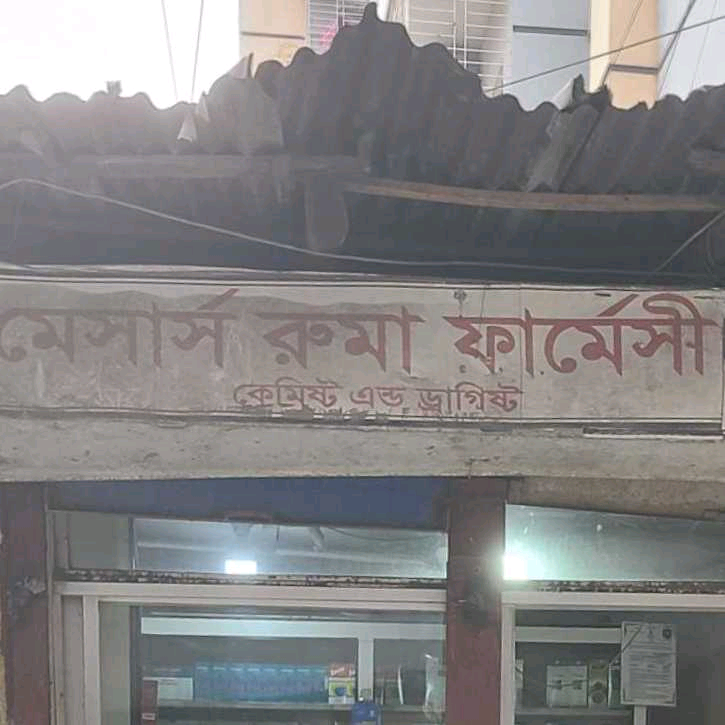 মেসার্স রুমা ফার্মেসী
কেমিষ্ট এন্ড ড্রাগিষ্ট